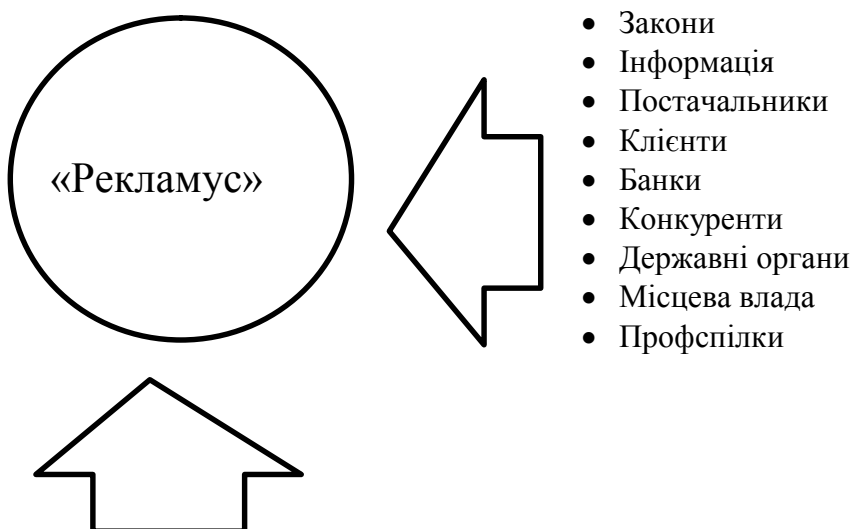 «Рекламус»
• Закони
• Інформація
• Постачальники
• Клієнти
• Банки
• Конкуренти
• Державні органи
• Місцева влада
• Профспілки